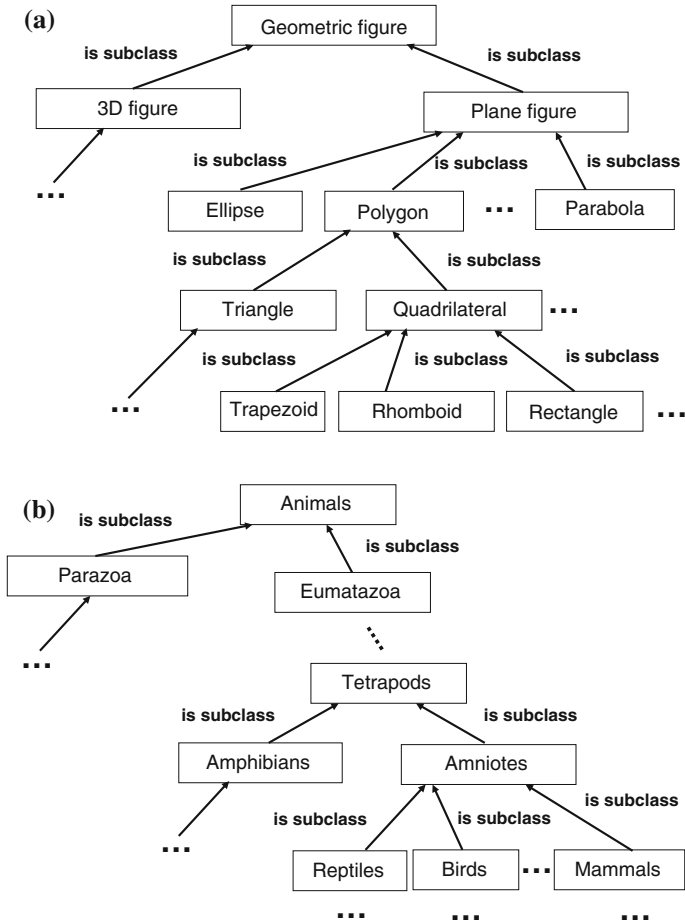 (a)
Geometric figure
is subclass
is subclass
3D figure
Plane figure
...
is subclass
is subclass
is subclass
Ellipse
Polygon
...
Parabola
is subclass
is subclass
Triangle
Quadrilateral
...
is subclass
is subclass
is subclass
...
Trapezoid
Rhomboid
Rectangle
...
(b)
Animals
is subclass
is subclass
Parazoa
Eumatazoa
...
Tetrapods
is subclass
is subclass
Amphibians
Amniotes
...
is subclass
is subclass
is subclass
Reptiles
Birds
...
Mammals
...
...
...